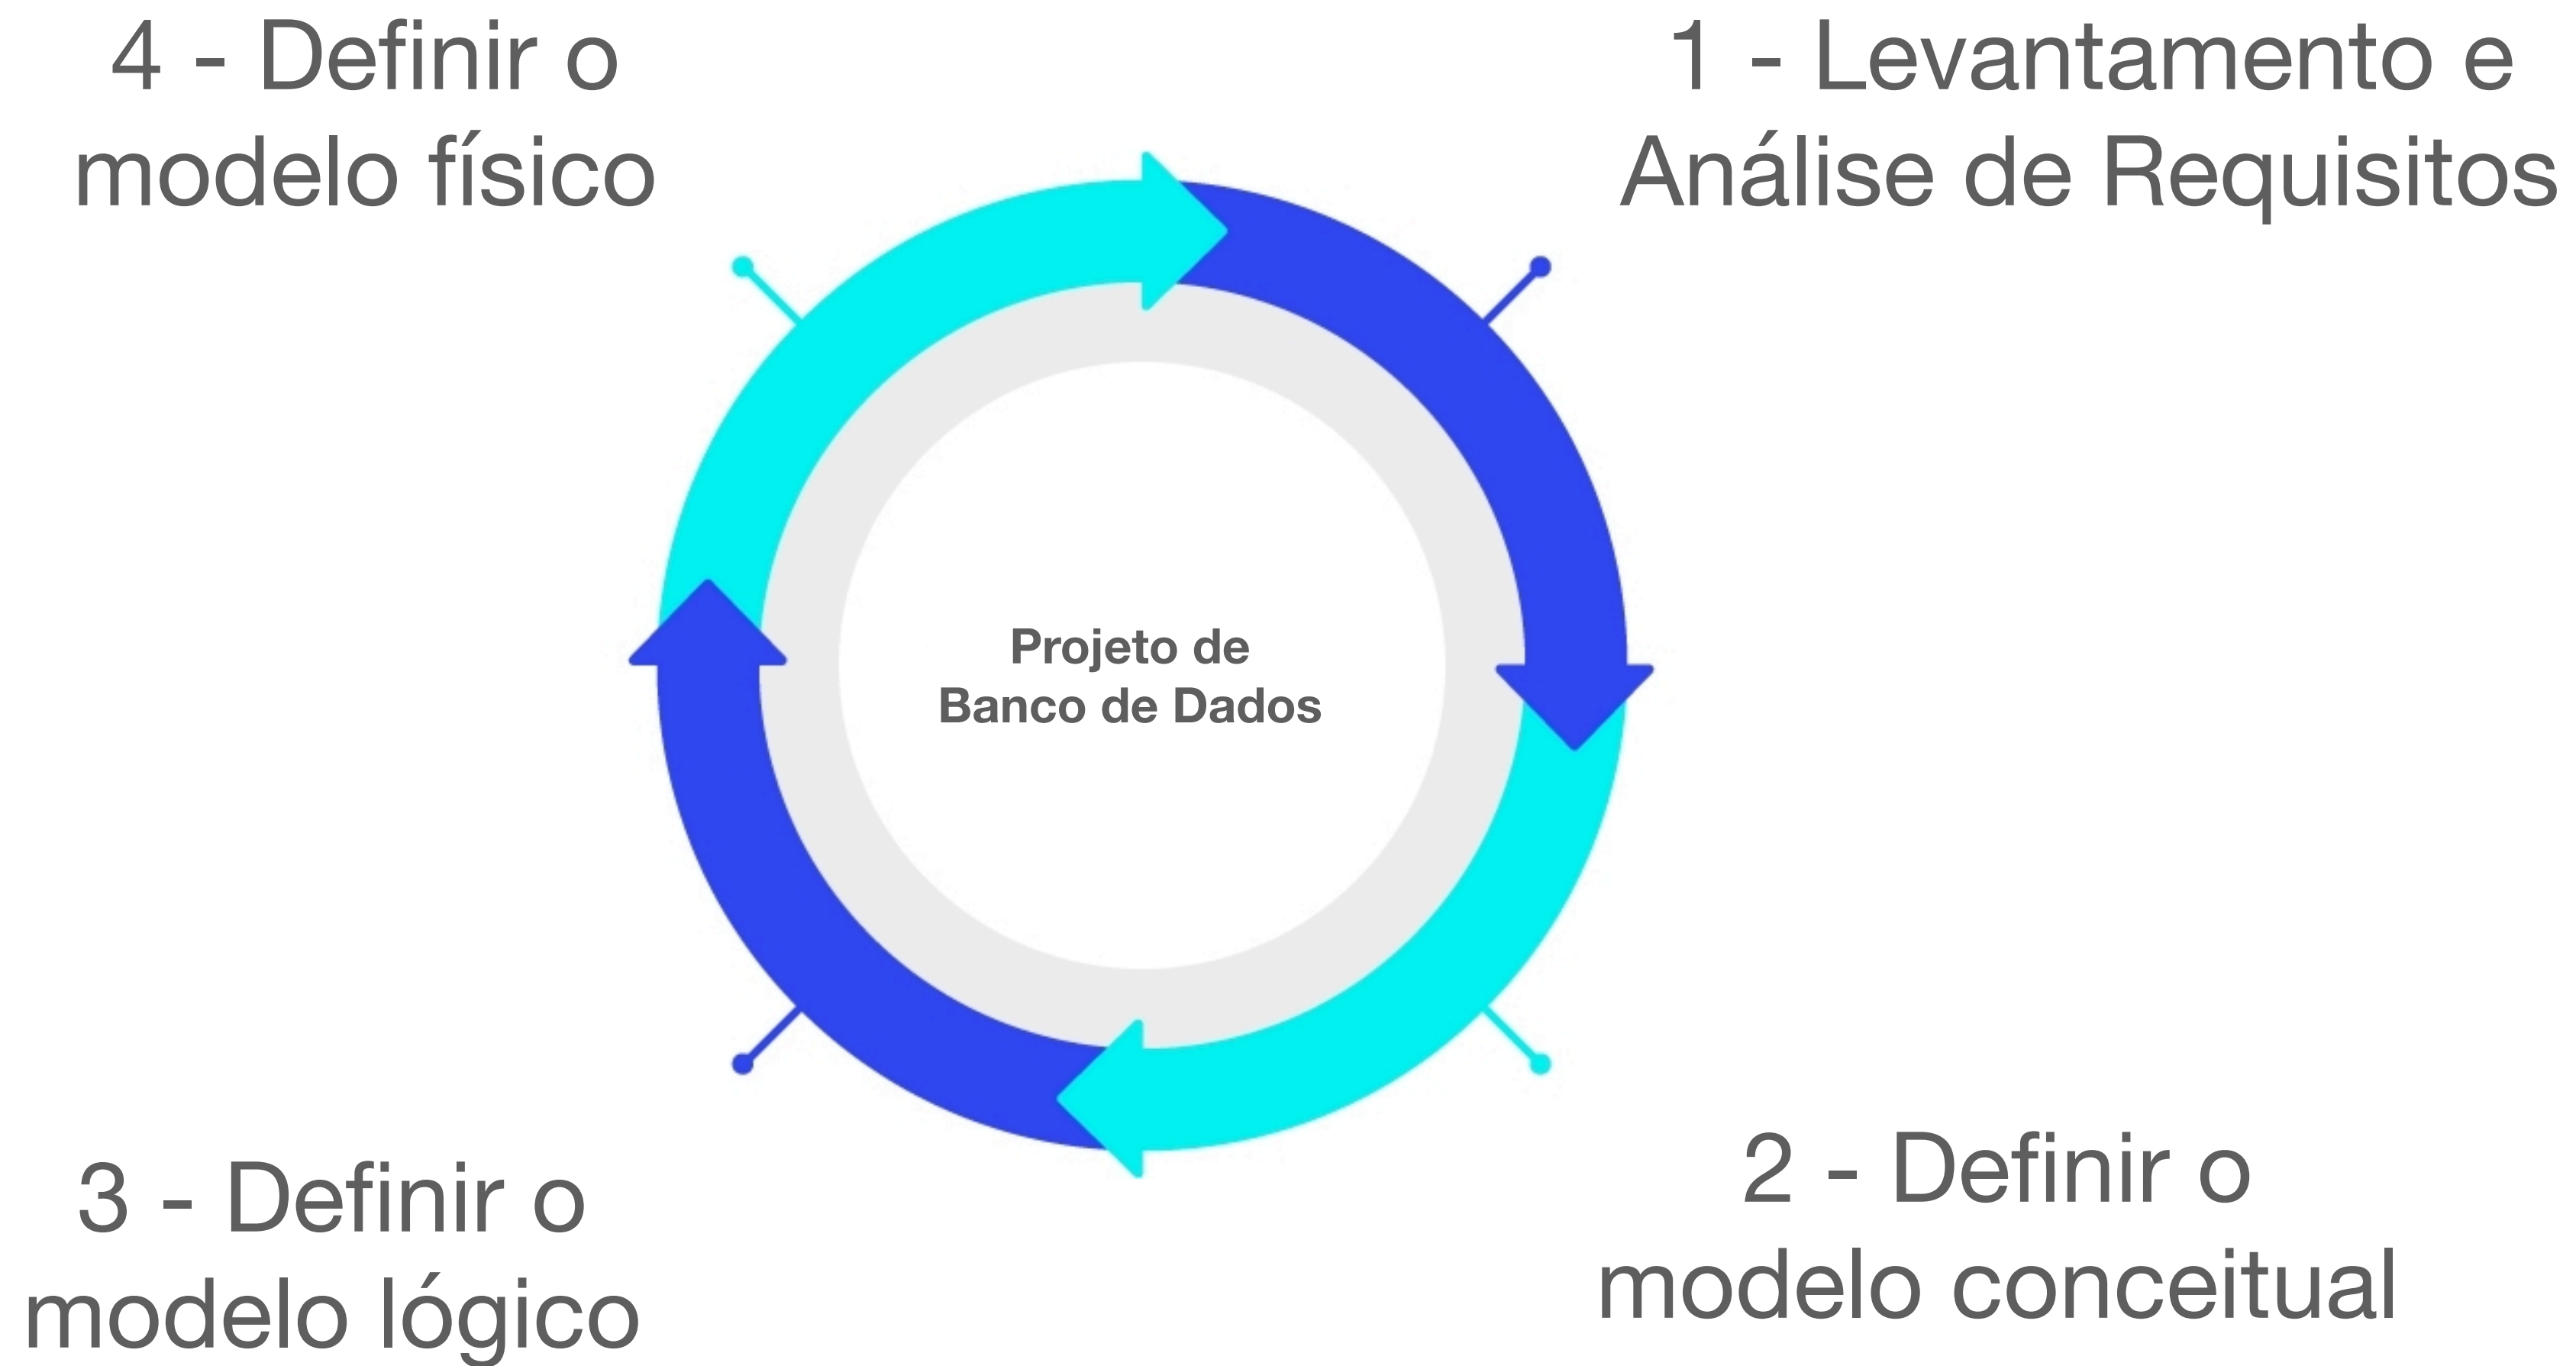 4 - Definir o
modelo físico
1 - Levantamento e
Análise de Requisitos
Projeto de
Banco de Dados
3 - Definir o
modelo lógico
2 - Definir o
modelo conceitual